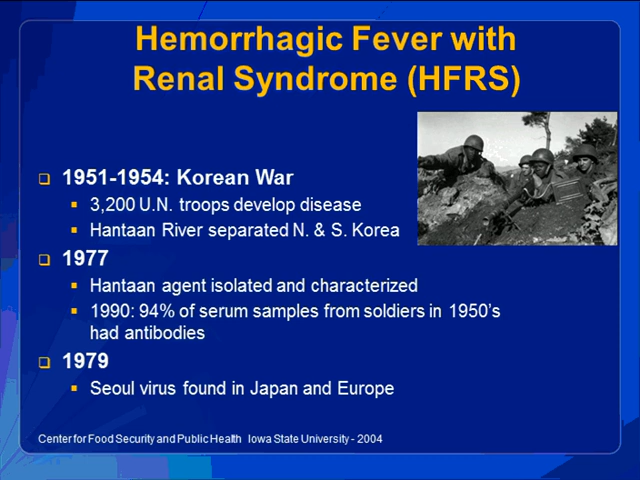 Hemorrhagic Fever with
Renal Syndrome (HFRS)
1951-1954: Korean War
3,200 U.N. troops develop disease
Hantaan River separated N. & S. Korea
1977
Hantaan agent isolated and characterized
1990: 94% of serum samples from soldiers in 1950's
had antibodies
1979
Seoul virus found in Japan and Europe
Center for Food Security and Public Health Iowa State University - 2004